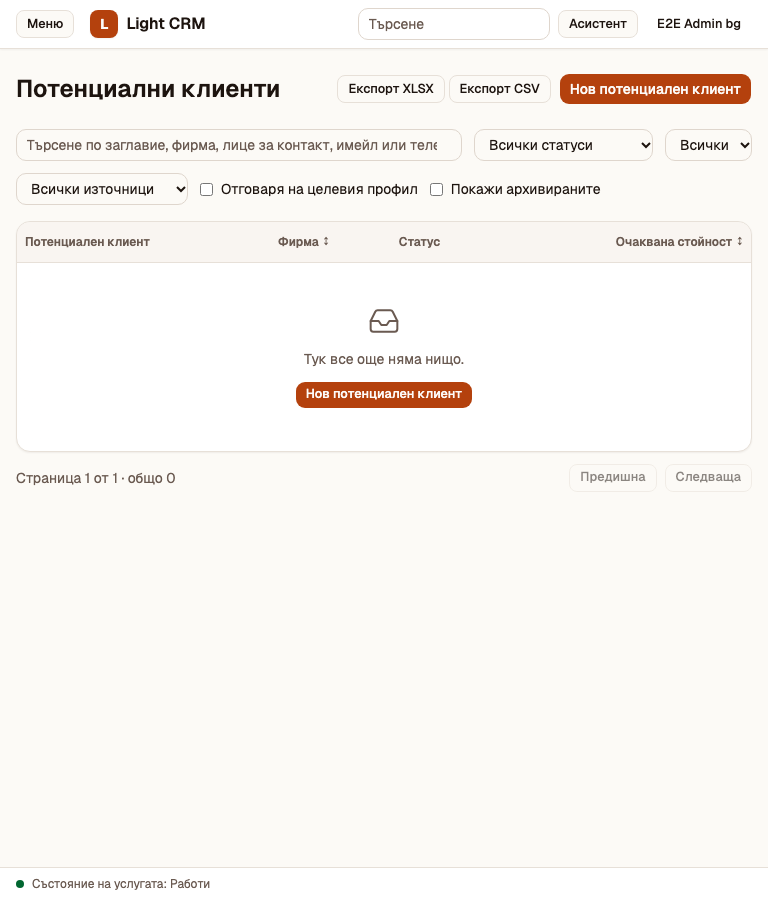 Меню
L
Light CRM
Търсене
Асистент
E2E Admin bg
Потенциални клиенти
Експорт XLSX
Експорт CSV
Нов потенциален клиент
Търсене по заглавие, фирма, лице за контакт, имейл или теле
Всички статуси
Всички
Всички източници
Отговаря на целевия профил
Покажи архивираните
Потенциален клиент
Фирма ↕
Статус
Очаквана стойност ↕
Тук все още няма нищо.
Нов потенциален клиент
Страница 1 от 1 · общо 0
Предишна
Следваща
Състояние на услугата: Работи